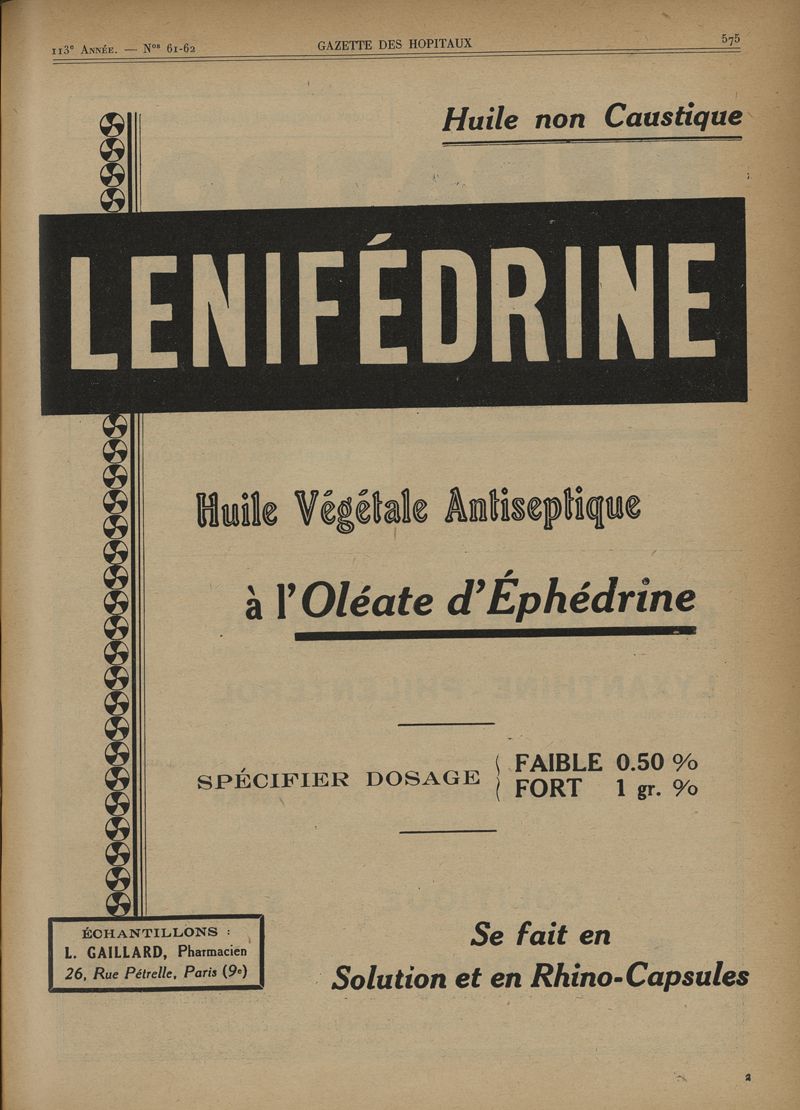 113e ANNÉE. — Nos 61-62
GAZETTE DES HOPITAUX
575
Huile non Caustique
LENIFÉDRINE
Huile Végétale Antiseptique
à l'Oléate d'Éphédrine
SPÉCIFIER DOSAGE
FAIBLE 0.50 %
FORT 1 gr. %
ÉCHANTILLONS :
L. GAILLARD, Pharmacien
26, Rue Pétrelle, Paris (9e)
Se fait en
Solution et en Rhino-Capsules
2